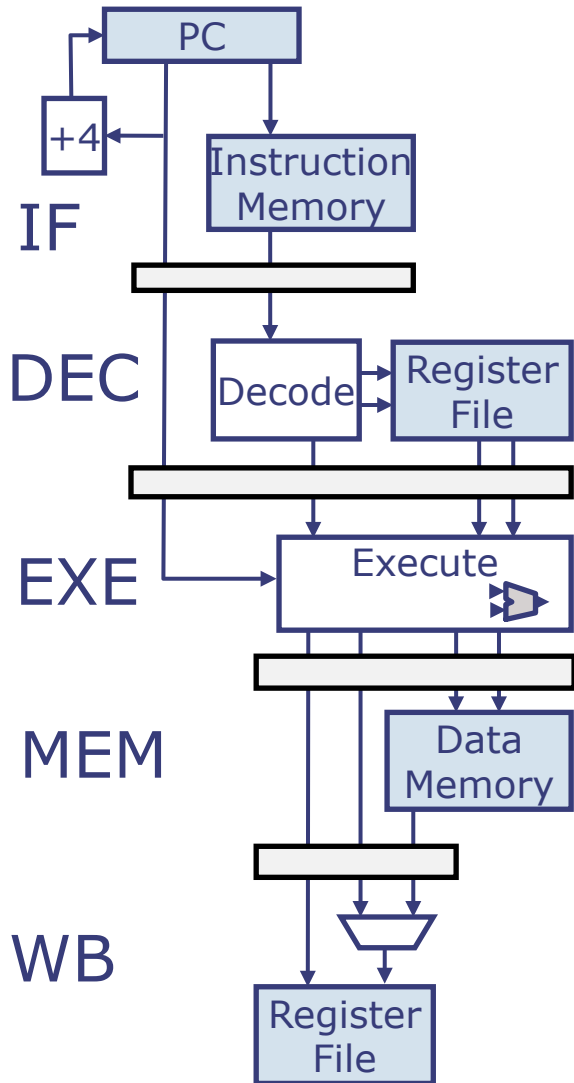 PC
+4
Instruction
Memory
IF
DEC
Decode
Register
File
EXE
Execute
MEM
Data
Memory
WB
Register
File